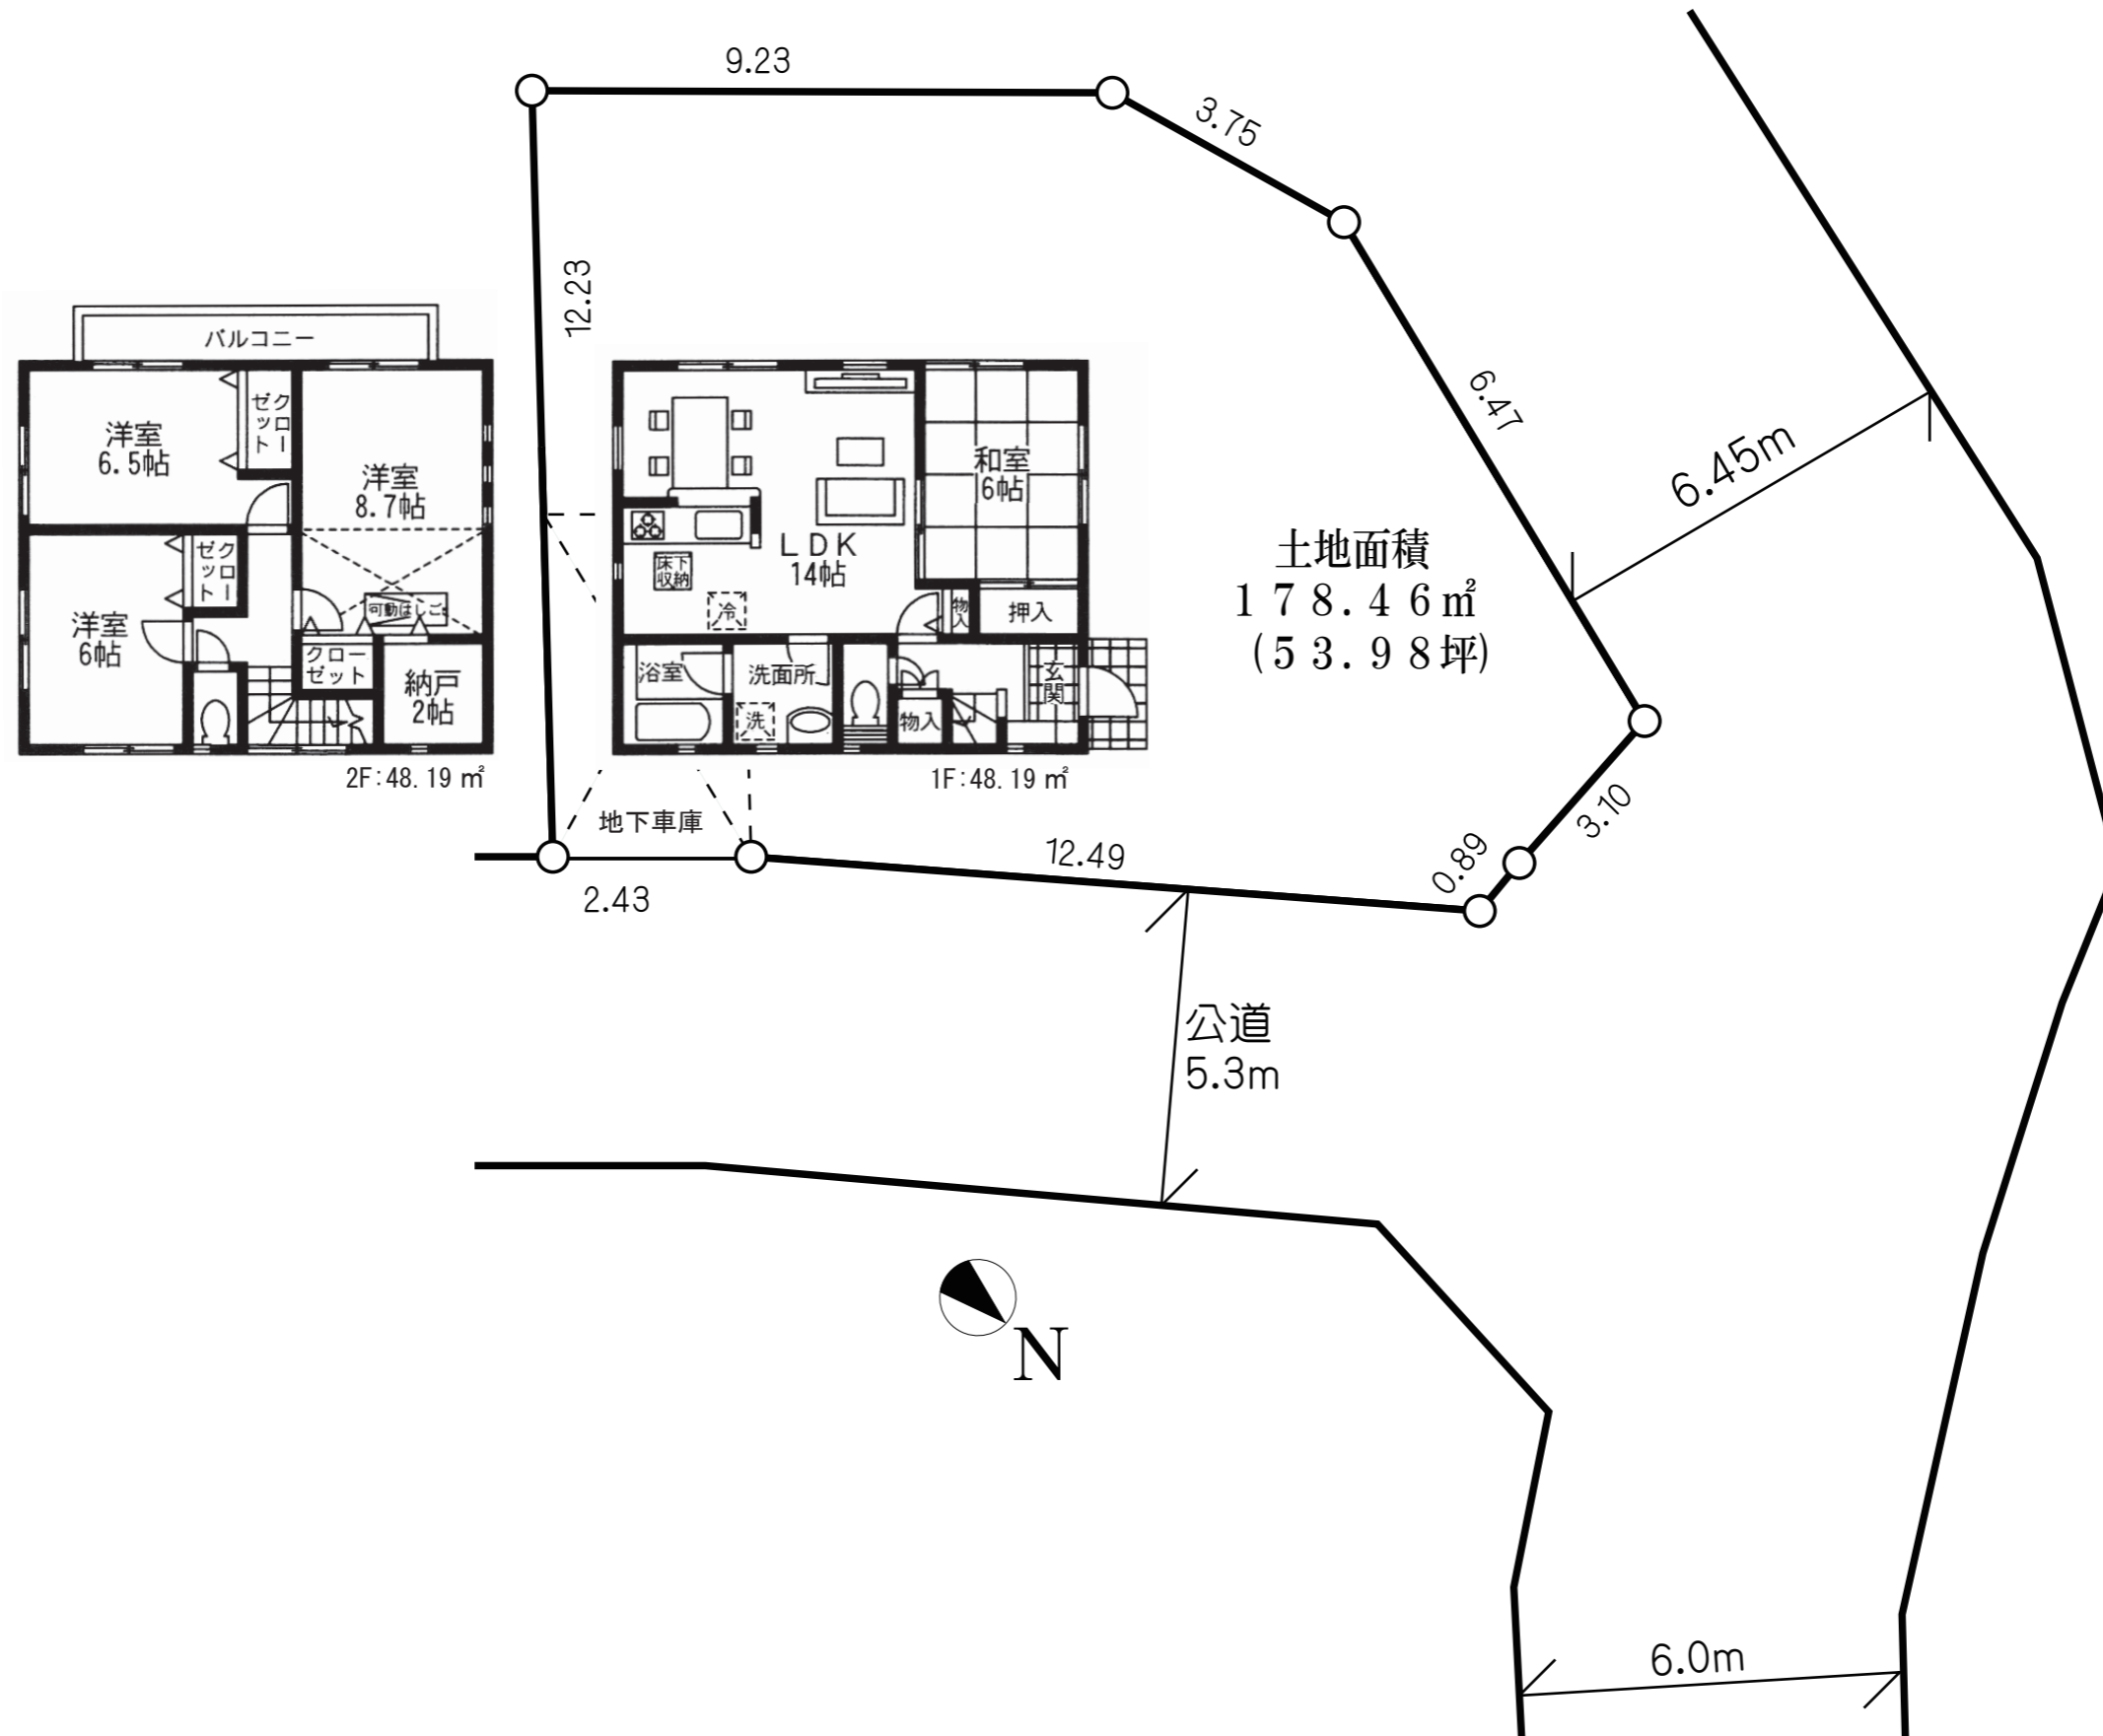 9.23
3.75
12.23
6.47
6.45m
バルコニー
洋室
6.5帖
クロー
ゼット
洋室
8.7帖
洋室
6帖
クロー
ゼット
可動はしご
クロー
ゼット
納戸
2帖
2F:48.19 ㎡
和室
6帖
LDK
14帖
床下
収納
冷
物入
押入
浴室
洗面所
洗
物入
玄関
1F:48.19 ㎡
土地面積
178.46㎡
(53.98坪)
地下車庫
2.43
12.49
0.89
3.10
公道
5.3m
N
6.0m